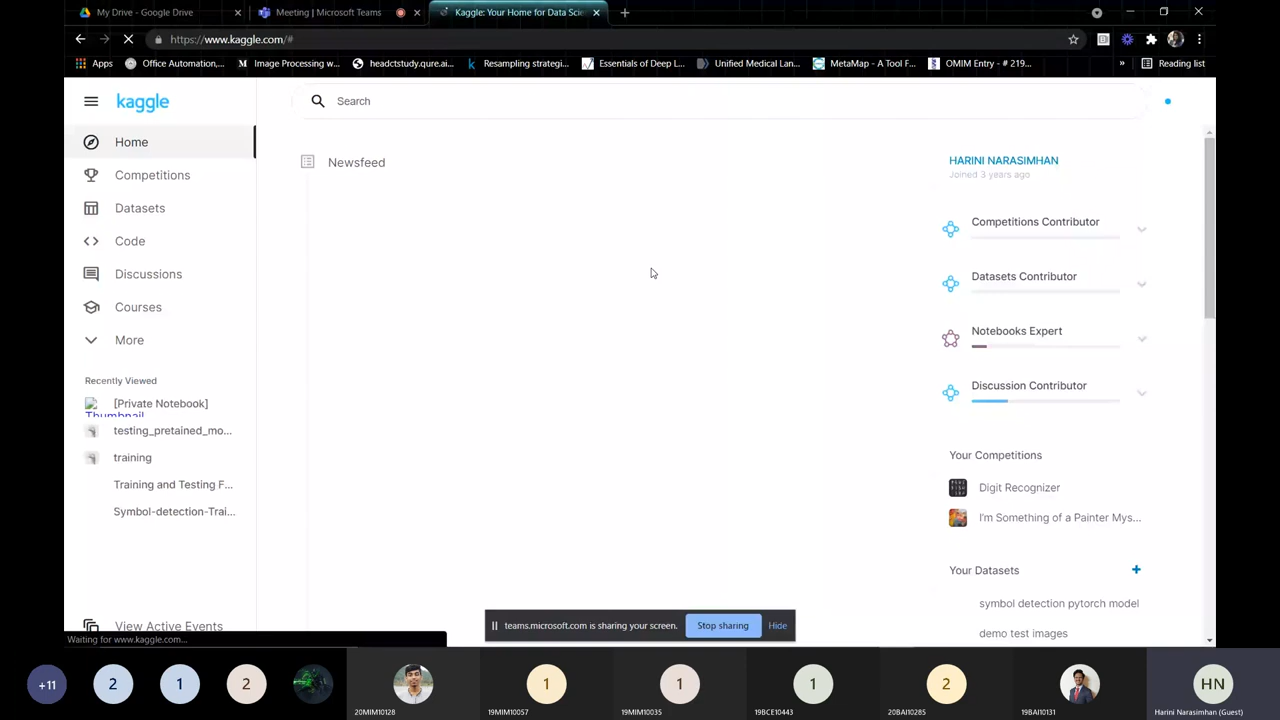 My Drive - Google Drive
Meeting | Microsoft Teams
Kaggle: Your Home for Data Scie
https://www.kaggle.com/#
Apps
Office Automation,...
Image Processing w...
headctstudy.qure.ai...
Resampling strategi...
Essentials of Deep L...
Unified Medical Lan...
MetaMap - A Tool F...
OMIM Entry - # 219...
»
Reading list
kaggle
Search
Home
Competitions
Datasets
Code
Discussions
Courses
More
Recently Viewed
[Private Notebook]
Thumbnail
testing_pretained_mo...
training
Training and Testing F...
Symbol-detection-Trai...
View Active Events
Waiting for www.kaggle.com...
Newsfeed
HARINI NARASIMHAN
Joined 3 years ago
Competitions Contributor
Datasets Contributor
Notebooks Expert
Discussion Contributor
Your Competitions
Digit Recognizer
I'm Something of a Painter Mys...
Your Datasets
symbol detection pytorch model
demo test images
teams.microsoft.com is sharing your screen.
Stop sharing
Hide
+11
2
1
2
20MIM10128
1
19MIM10057
1
19MIM10035
1
19BCE10443
2
20BAI10285
19BAI10131
HN
Harini Narasimhan (Guest)